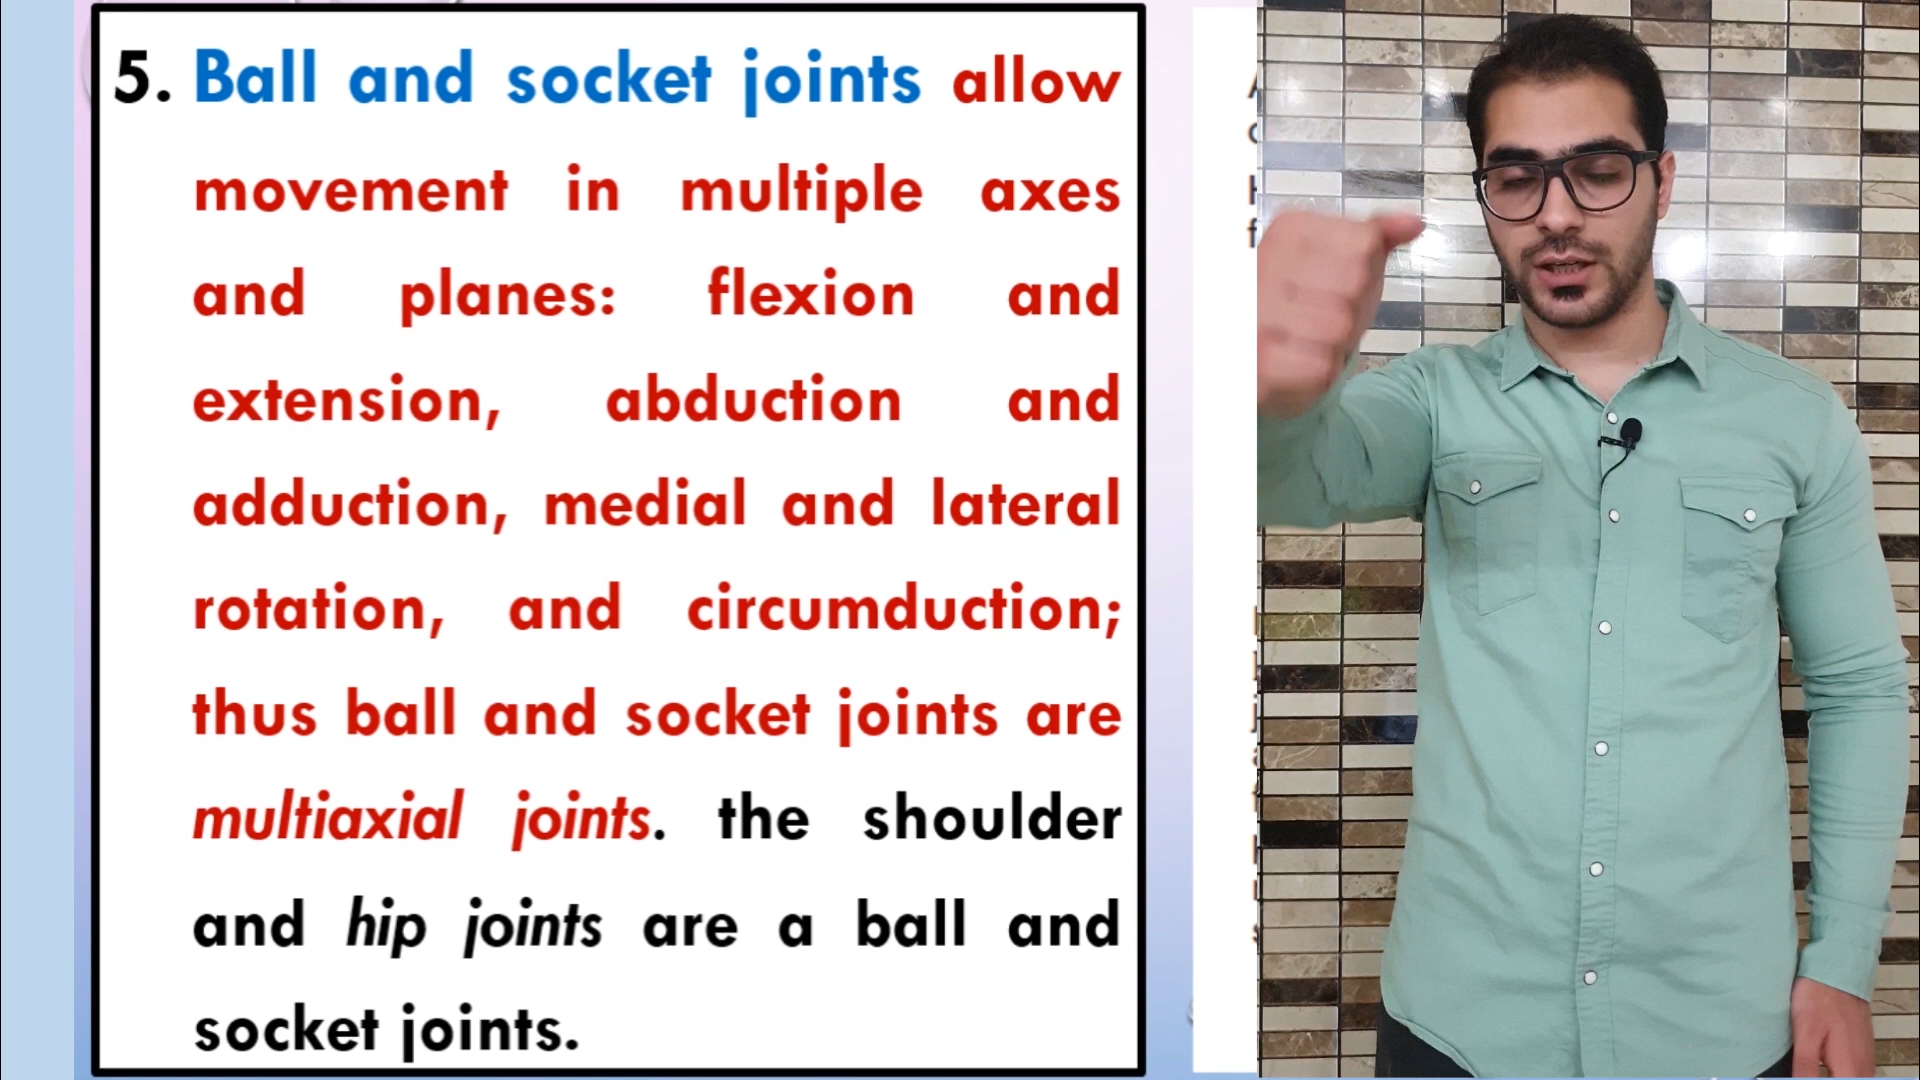 5. Ball and socket joints allow
movement in multiple axes
and planes: flexion and
extension, abduction and
adduction, medial and lateral
rotation, and circumduction;
thus ball and socket joints are
multiaxial joints. the shoulder
and hip joints are a ball and
socket joints.